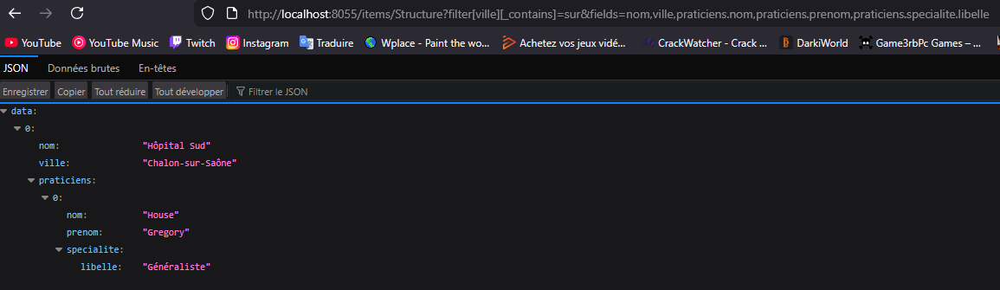 http://localhost:8055/items/Structure?filter[ville][_contains]=sur&fields=nom,ville,praticiens.nom,praticiens.prenom,praticiens.specialite.libelle
YouTube YouTube Music Twitch Instagram Traduire Wplace - Paint the wo... Achetez vos jeux vidé... CrackWatcher - Crack ... DarkiWorld Game3rbPc Games – ...
JSON Données brutes En-têtes
Enregistrer Copier Tout réduire Tout développer Filtrer le JSON
data:
0:
nom: "Hôpital Sud"
ville: "Chalon-sur-Saône"
praticiens:
0:
nom: "House"
prenom: "Gregory"
specialite:
libelle: "Généraliste"